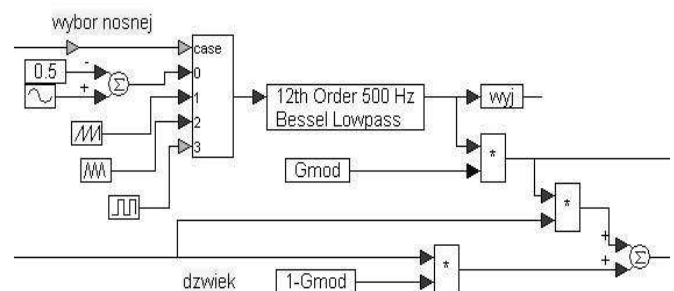 wybor nosnej
case
0
1
2
3
0.5
-
+
Σ
12th Order 500 Hz
Bessel Lowpass
wyj
Gmod
*
*
+
+
Σ
*
dzwiek
1-Gmod